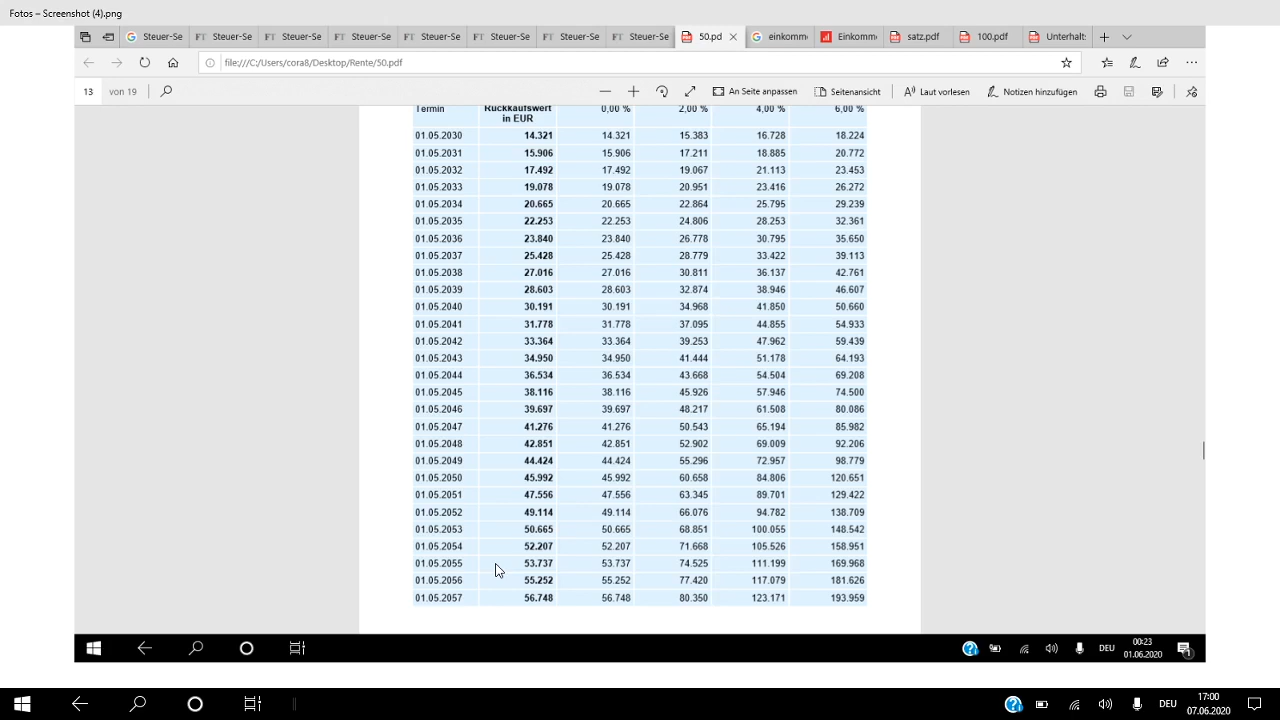 Fotos – Screenshot (4).png
Steuer-Se Steuer-Se Steuer-Se Steuer-Se Steuer-Se Steuer-Se Steuer-Se Steuer-Se 50.pd einkomm Einkomm satz.pdf 100.pdf Unterhalt:
file:///C:/Users/cora8/Desktop/Rente/50.pdf
13 von 19 An Seite anpassen Seitenansicht Laut vorlesen Notizen hinzufügen
Termin Rückkaufswert 0,00 % 2,00 % 4,00 % 6,00 %
in EUR
01.05.2030 14.321 14.321 15.383 16.728 18.224
01.05.2031 15.906 15.906 17.211 18.885 20.772
01.05.2032 17.492 17.492 19.067 21.113 23.453
01.05.2033 19.078 19.078 20.951 23.416 26.272
01.05.2034 20.665 20.665 22.864 25.795 29.239
01.05.2035 22.253 22.253 24.806 28.253 32.361
01.05.2036 23.840 23.840 26.778 30.795 35.650
01.05.2037 25.428 25.428 28.779 33.422 39.113
01.05.2038 27.016 27.016 30.811 36.137 42.761
01.05.2039 28.603 28.603 32.874 38.946 46.607
01.05.2040 30.191 30.191 34.968 41.850 50.660
01.05.2041 31.778 31.778 37.095 44.855 54.933
01.05.2042 33.364 33.364 39.253 47.962 59.439
01.05.2043 34.950 34.950 41.444 51.178 64.193
01.05.2044 36.534 36.534 43.668 54.504 69.208
01.05.2045 38.116 38.116 45.926 57.946 74.500
01.05.2046 39.697 39.697 48.217 61.508 80.086
01.05.2047 41.276 41.276 50.543 65.194 85.982
01.05.2048 42.851 42.851 52.902 69.009 92.206
01.05.2049 44.424 44.424 55.296 72.957 98.779
01.05.2050 45.992 45.992 60.658 84.806 120.651
01.05.2051 47.556 47.556 63.345 89.701 129.422
01.05.2052 49.114 49.114 66.076 94.782 138.709
01.05.2053 50.665 50.665 68.851 100.055 148.542
01.05.2054 52.207 52.207 71.668 105.526 158.951
01.05.2055 53.737 53.737 74.525 111.199 169.968
01.05.2056 55.252 55.252 77.420 117.079 181.626
01.05.2057 56.748 56.748 80.350 123.171 193.959
DEU 00:23
01.06.2020 1
DEU 17:00
07.06.2020